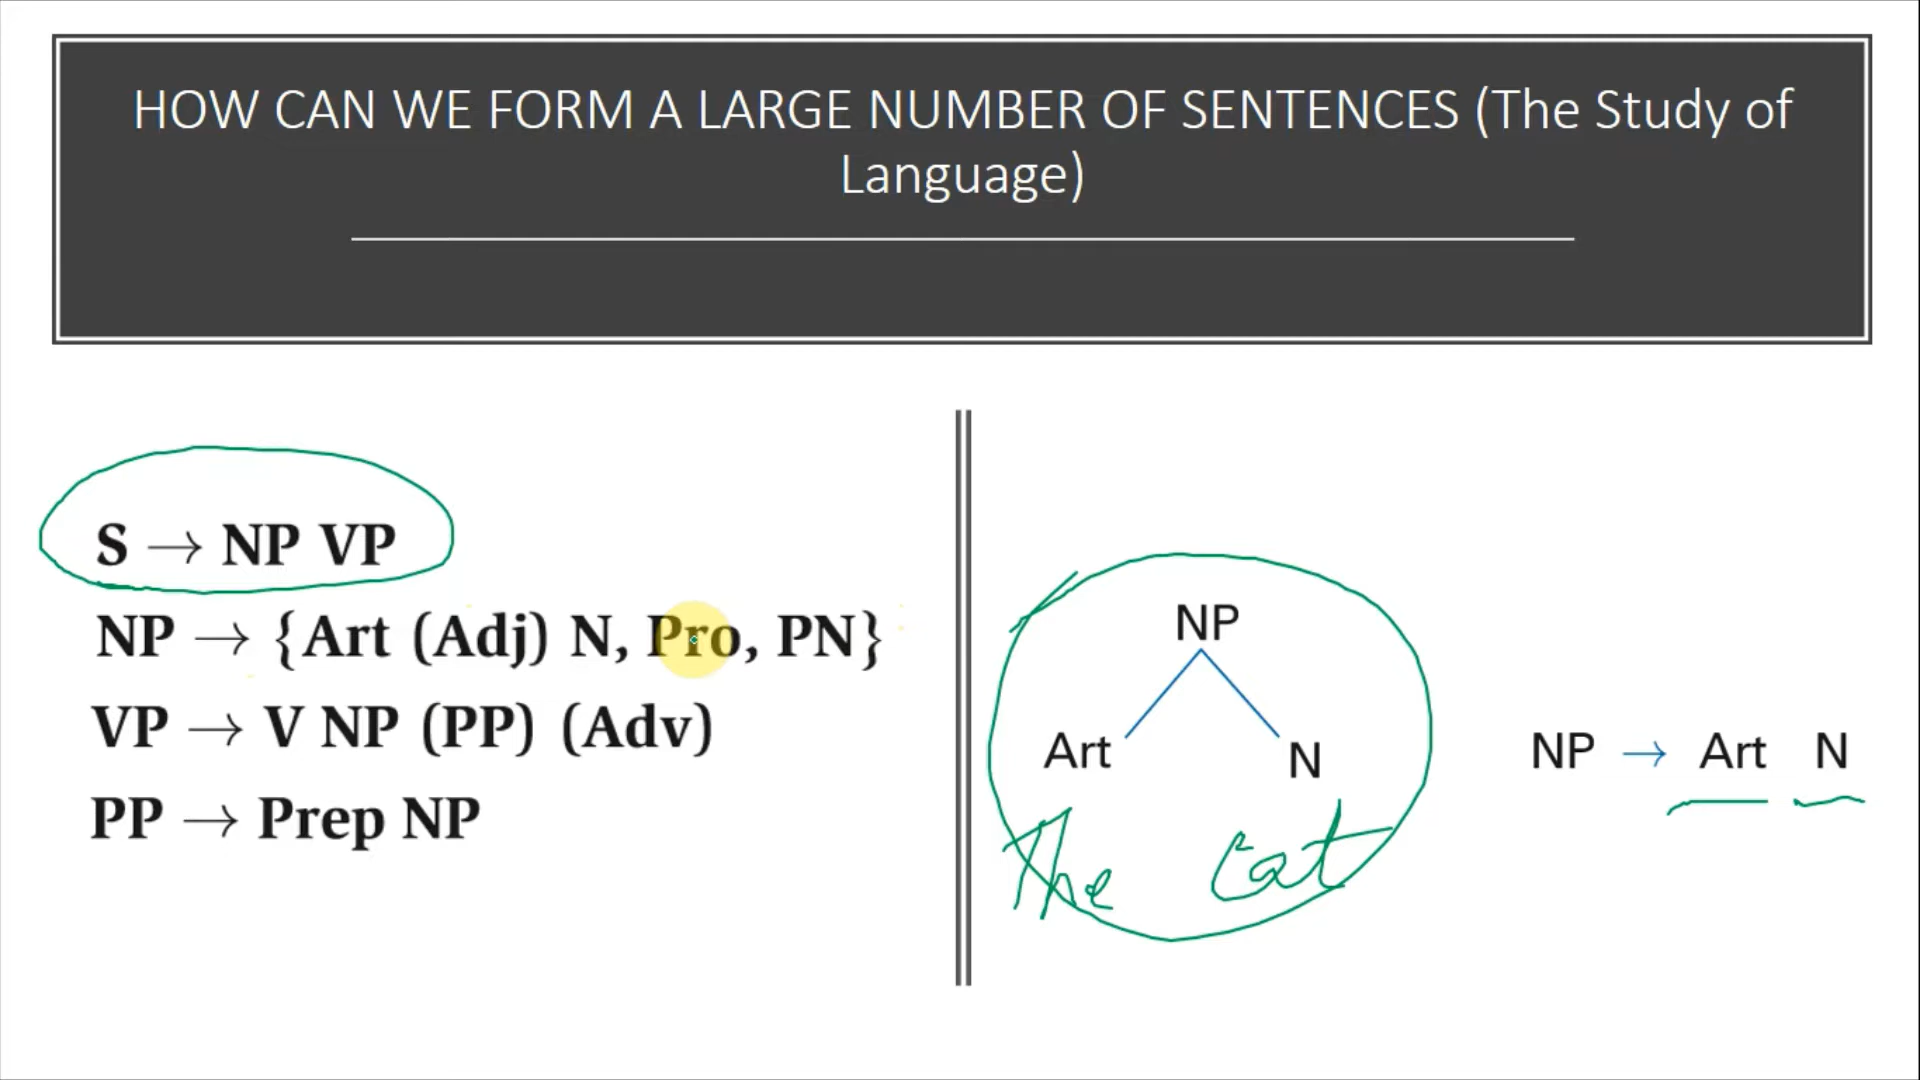 HOW CAN WE FORM A LARGE NUMBER OF SENTENCES (The Study of
Language)
S → NP VP
NP → {Art (Adj) N, Pro, PN}
VP → V NP (PP) (Adv)
PP → Prep NP
NP
Art N
The cat
NP → Art N